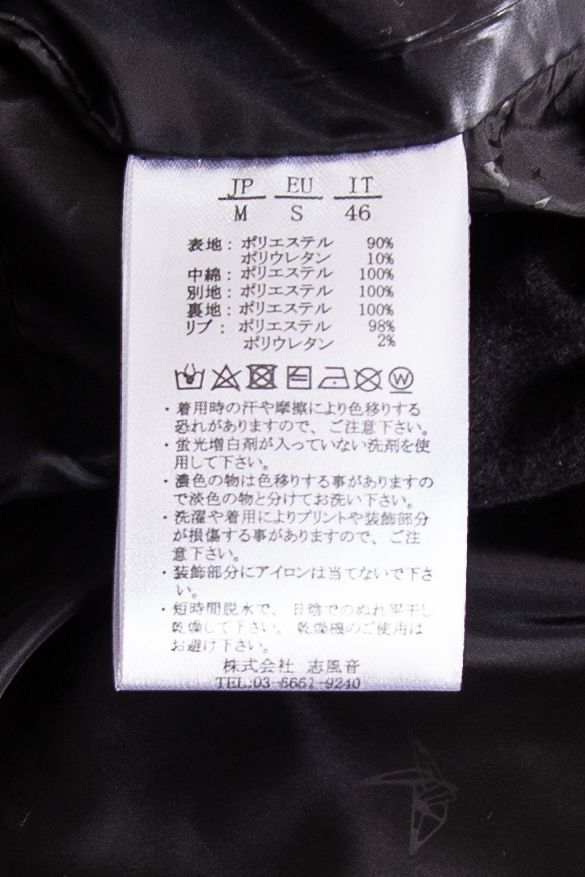 JP EU IT
M S 46
表地：ポリエステル 90%
ポリウレタン 10%
中綿：ポリエステル 100%
別地：ポリエステル 100%
裏地：ポリエステル 100%
リブ：ポリエステル 98%
ポリウレタン 2%
W
・着用時の汗や摩擦により色移りする
恐れがありますので、ご注意下さい。
・蛍光増白剤が入っていない洗剤を使
用して下さい。
・濃色の物は色移りする事がありますの
で淡色の物と分けてお洗い下さい。
・洗濯や着用によりプリントや装飾部分
が損傷する事がありますので、ご注
意下さい。
・装飾部分にアイロンは当てないで下さ
い。
・短時間脱水で、日陰でのぬれ平干し
乾燥して下さい。乾燥機のご使用は
お避け下さい。
株式会社 志風音
TEL:03-5651-9240